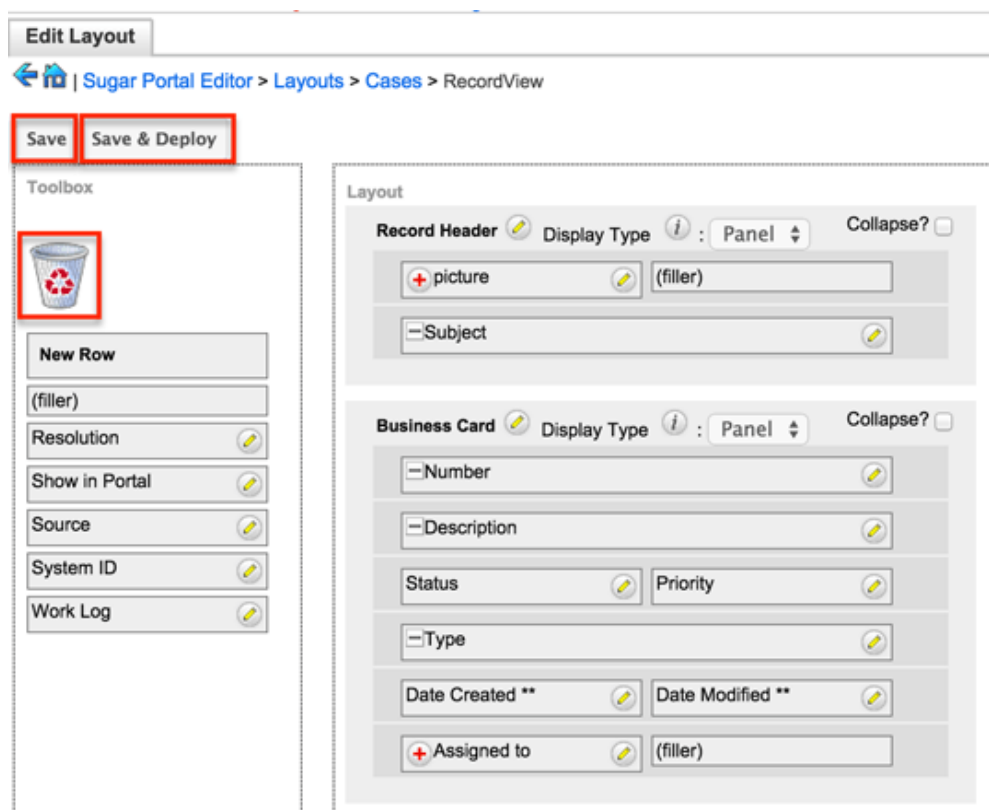 Edit Layout
| Sugar Portal Editor > Layouts > Cases > RecordView
Save Save & Deploy
Toolbox
New Row
(filler)
Resolution
Show in Portal
Source
System ID
Work Log
Layout
Record Header Display Type i : Panel Collapse?
picture (filler)
Subject
Business Card Display Type i : Panel Collapse?
Number
Description
Status Priority
Type
Date Created ** Date Modified **
Assigned to (filler)